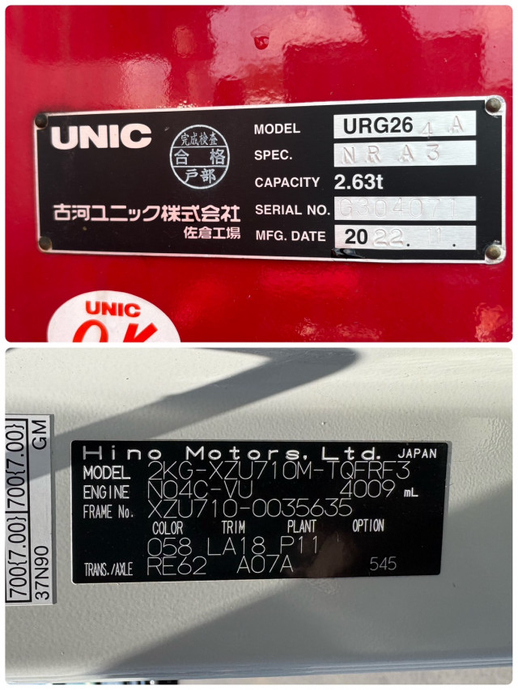 UNIC
完成検査
合格
戸部
MODEL URG26 4 A
SPEC. N R A 3
CAPACITY 2.63t
古河ユニック株式会社
佐倉工場
SERIAL NO.
MFG. DATE 20 22.
UNIC
OK
Hino Motors, Ltd. JAPAN
MODEL 2KG-XZU710M-TQFRF3
ENGINE N04C-VU 4009 mL
FRAME No. XZU710-0035635
COLOR TRIM PLANT OPTION
058 LA18 P11
TRANS./AXLE RE62 A07A 545
700{7.00} 700{7.00}
37N90 GM